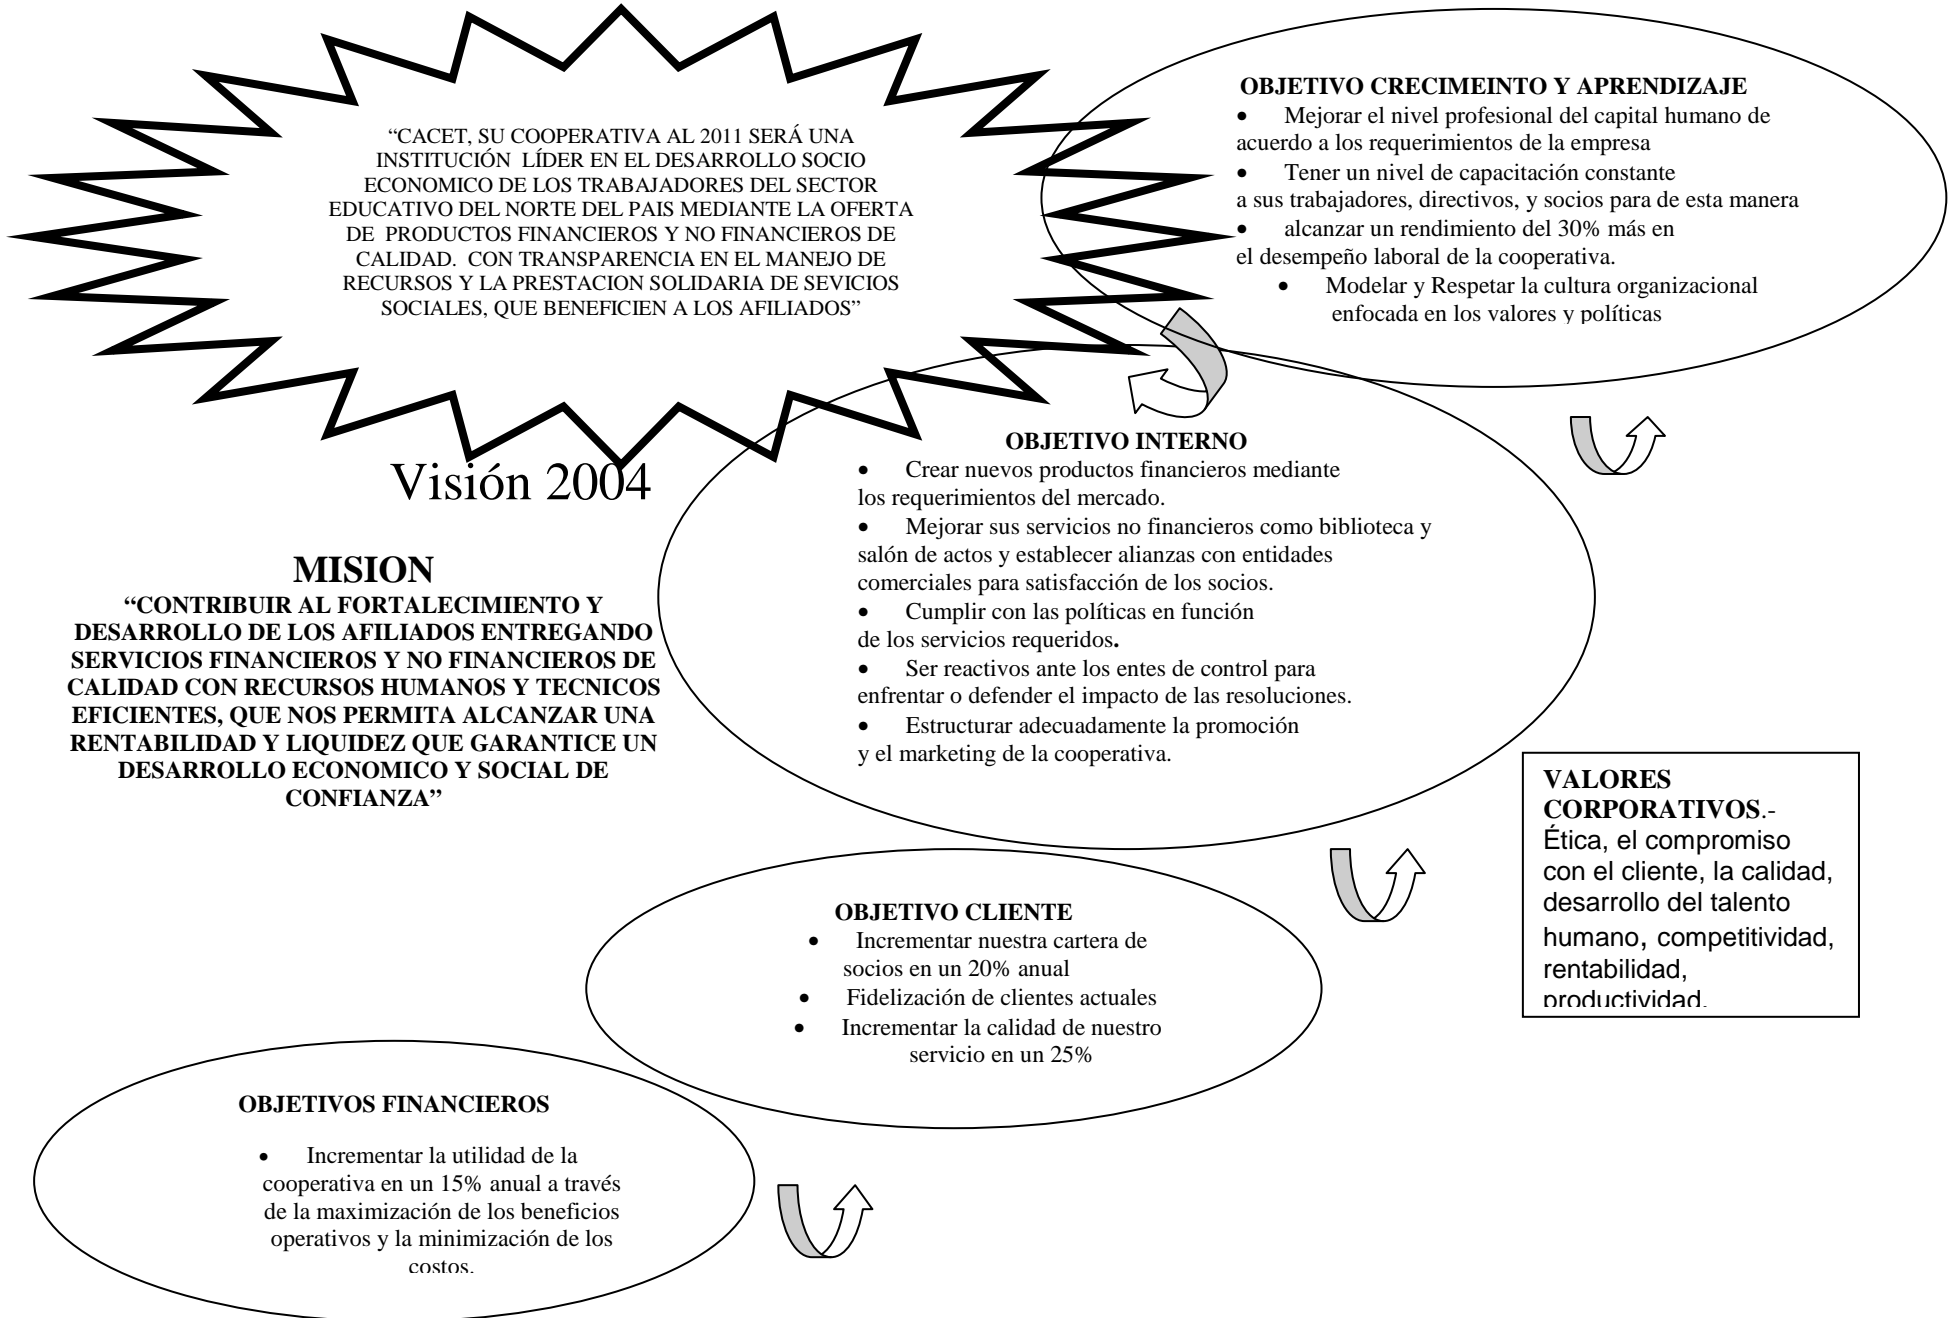 “CACET, SU COOPERATIVA AL 2011 SERÁ UNA
INSTITUCIÓN LÍDER EN EL DESARROLLO SOCIO
ECONOMICO DE LOS TRABAJADORES DEL SECTOR
EDUCATIVO DEL NORTE DEL PAIS MEDIANTE LA OFERTA
DE PRODUCTOS FINANCIEROS Y NO FINANCIEROS DE
CALIDAD. CON TRANSPARENCIA EN EL MANEJO DE
RECURSOS Y LA PRESTACION SOLIDARIA DE SEVICIOS
SOCIALES, QUE BENEFICIEN A LOS AFILIADOS”
Visión 2004
OBJETIVO CRECIMEINTO Y APRENDIZAJE
• Mejorar el nivel profesional del capital humano de
acuerdo a los requerimientos de la empresa
• Tener un nivel de capacitación constante
a sus trabajadores, directivos, y socios para de esta manera
• alcanzar un rendimiento del 30% más en
el desempeño laboral de la cooperativa.
• Modelar y Respetar la cultura organizacional
enfocada en los valores y políticas
MISION
“CONTRIBUIR AL FORTALECIMIENTO Y
DESARROLLO DE LOS AFILIADOS ENTREGANDO
SERVICIOS FINANCIEROS Y NO FINANCIEROS DE
CALIDAD CON RECURSOS HUMANOS Y TECNICOS
EFICIENTES, QUE NOS PERMITA ALCANZAR UNA
RENTABILIDAD Y LIQUIDEZ QUE GARANTICE UN
DESARROLLO ECONOMICO Y SOCIAL DE
CONFIANZA”
OBJETIVO INTERNO
• Crear nuevos productos financieros mediante
los requerimientos del mercado.
• Mejorar sus servicios no financieros como biblioteca y
salón de actos y establecer alianzas con entidades
comerciales para satisfacción de los socios.
• Cumplir con las políticas en función
de los servicios requeridos.
• Ser reactivos ante los entes de control para
enfrentar o defender el impacto de las resoluciones.
• Estructurar adecuadamente la promoción
y el marketing de la cooperativa.
VALORES
CORPORATIVOS.-
Ética, el compromiso
con el cliente, la calidad,
desarrollo del talento
humano, competitividad,
rentabilidad,
productividad.
OBJETIVO CLIENTE
• Incrementar nuestra cartera de
socios en un 20% anual
• Fidelización de clientes actuales
• Incrementar la calidad de nuestro
servicio en un 25%
OBJETIVOS FINANCIEROS
• Incrementar la utilidad de la
cooperativa en un 15% anual a través
de la maximización de los beneficios
operativos y la minimización de los
costos.